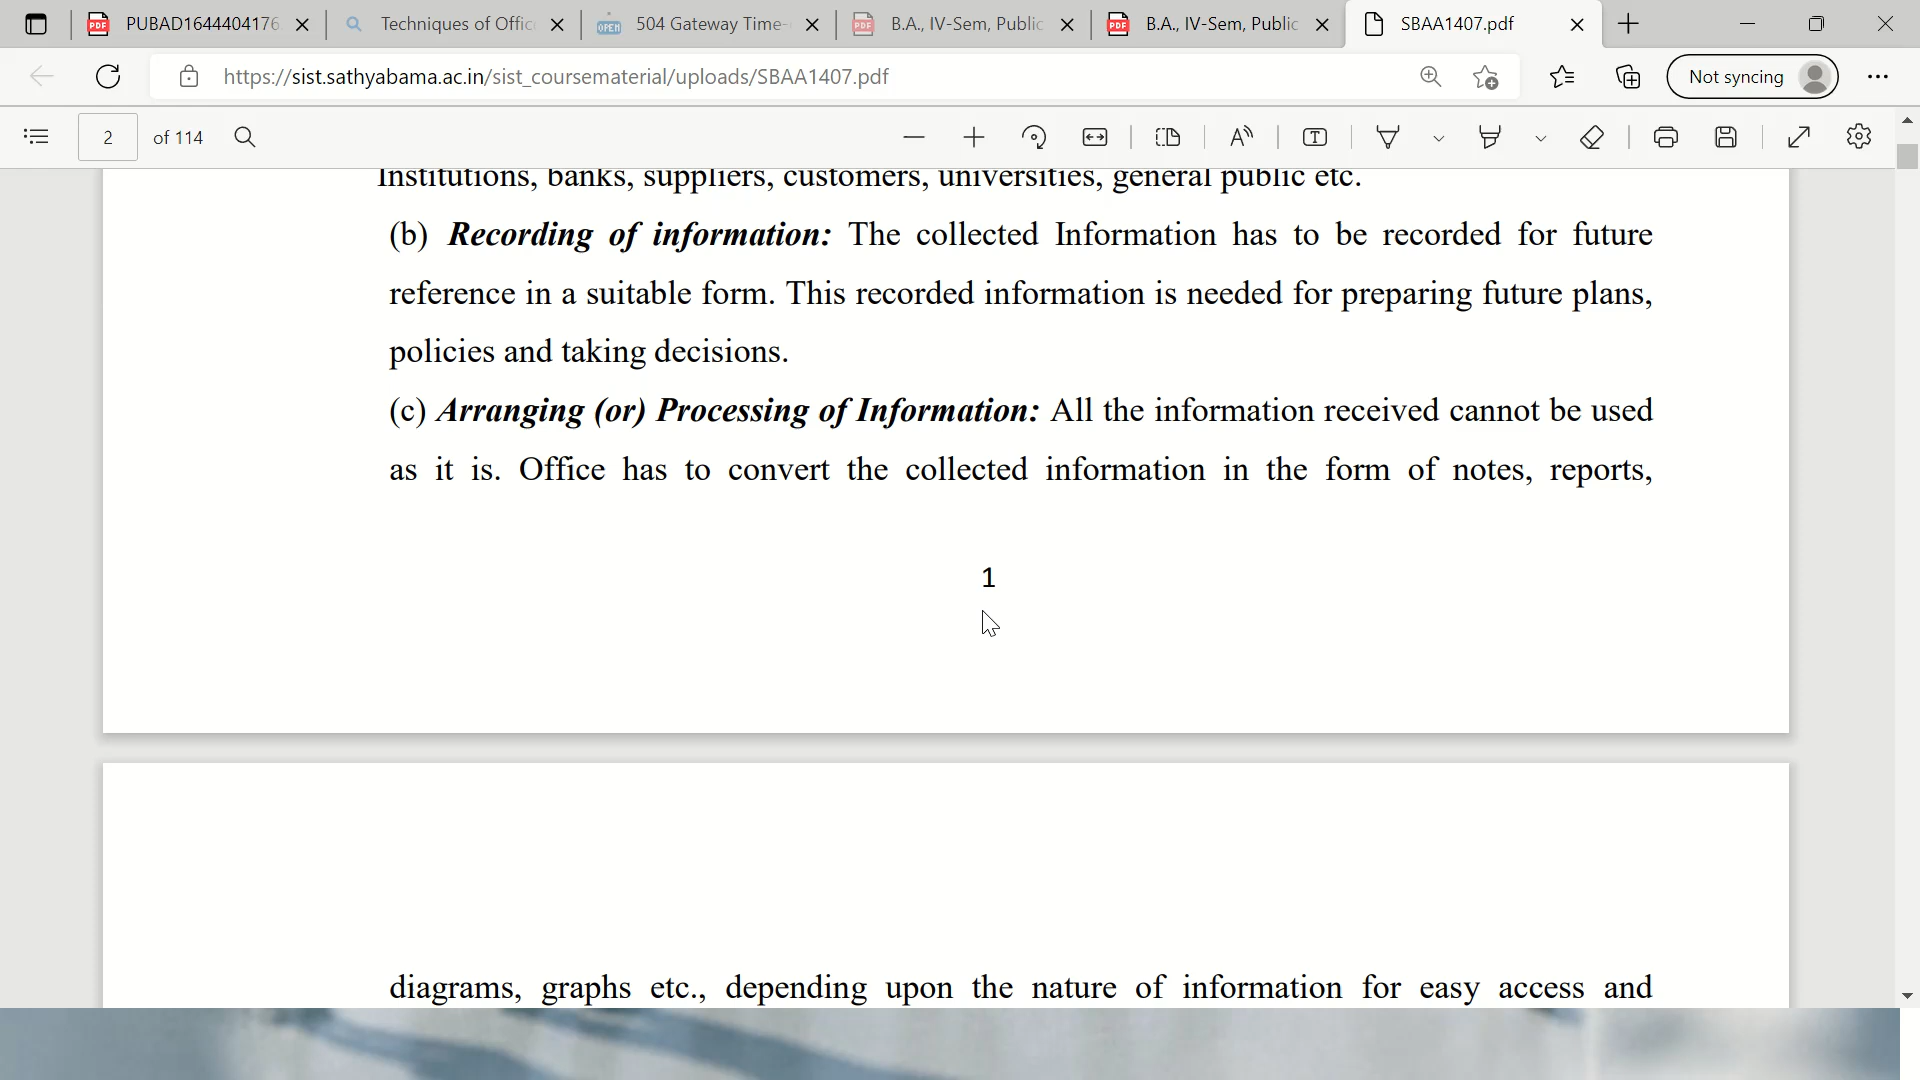 PUBAD1644404176
Techniques of Offic
504 Gateway Time-
B.A., IV-Sem, Public
B.A., IV-Sem, Public
SBAA1407.pdf
https://sist.sathyabama.ac.in/sist_coursematerial/uploads/SBAA1407.pdf
Not syncing
2 of 114
Institutions, banks, suppliers, customers, universities, general public etc.
(b) Recording of information: The collected Information has to be recorded for future
reference in a suitable form. This recorded information is needed for preparing future plans,
policies and taking decisions.
(c) Arranging (or) Processing of Information: All the information received cannot be used
as it is. Office has to convert the collected information in the form of notes, reports,
1
diagrams, graphs etc., depending upon the nature of information for easy access and